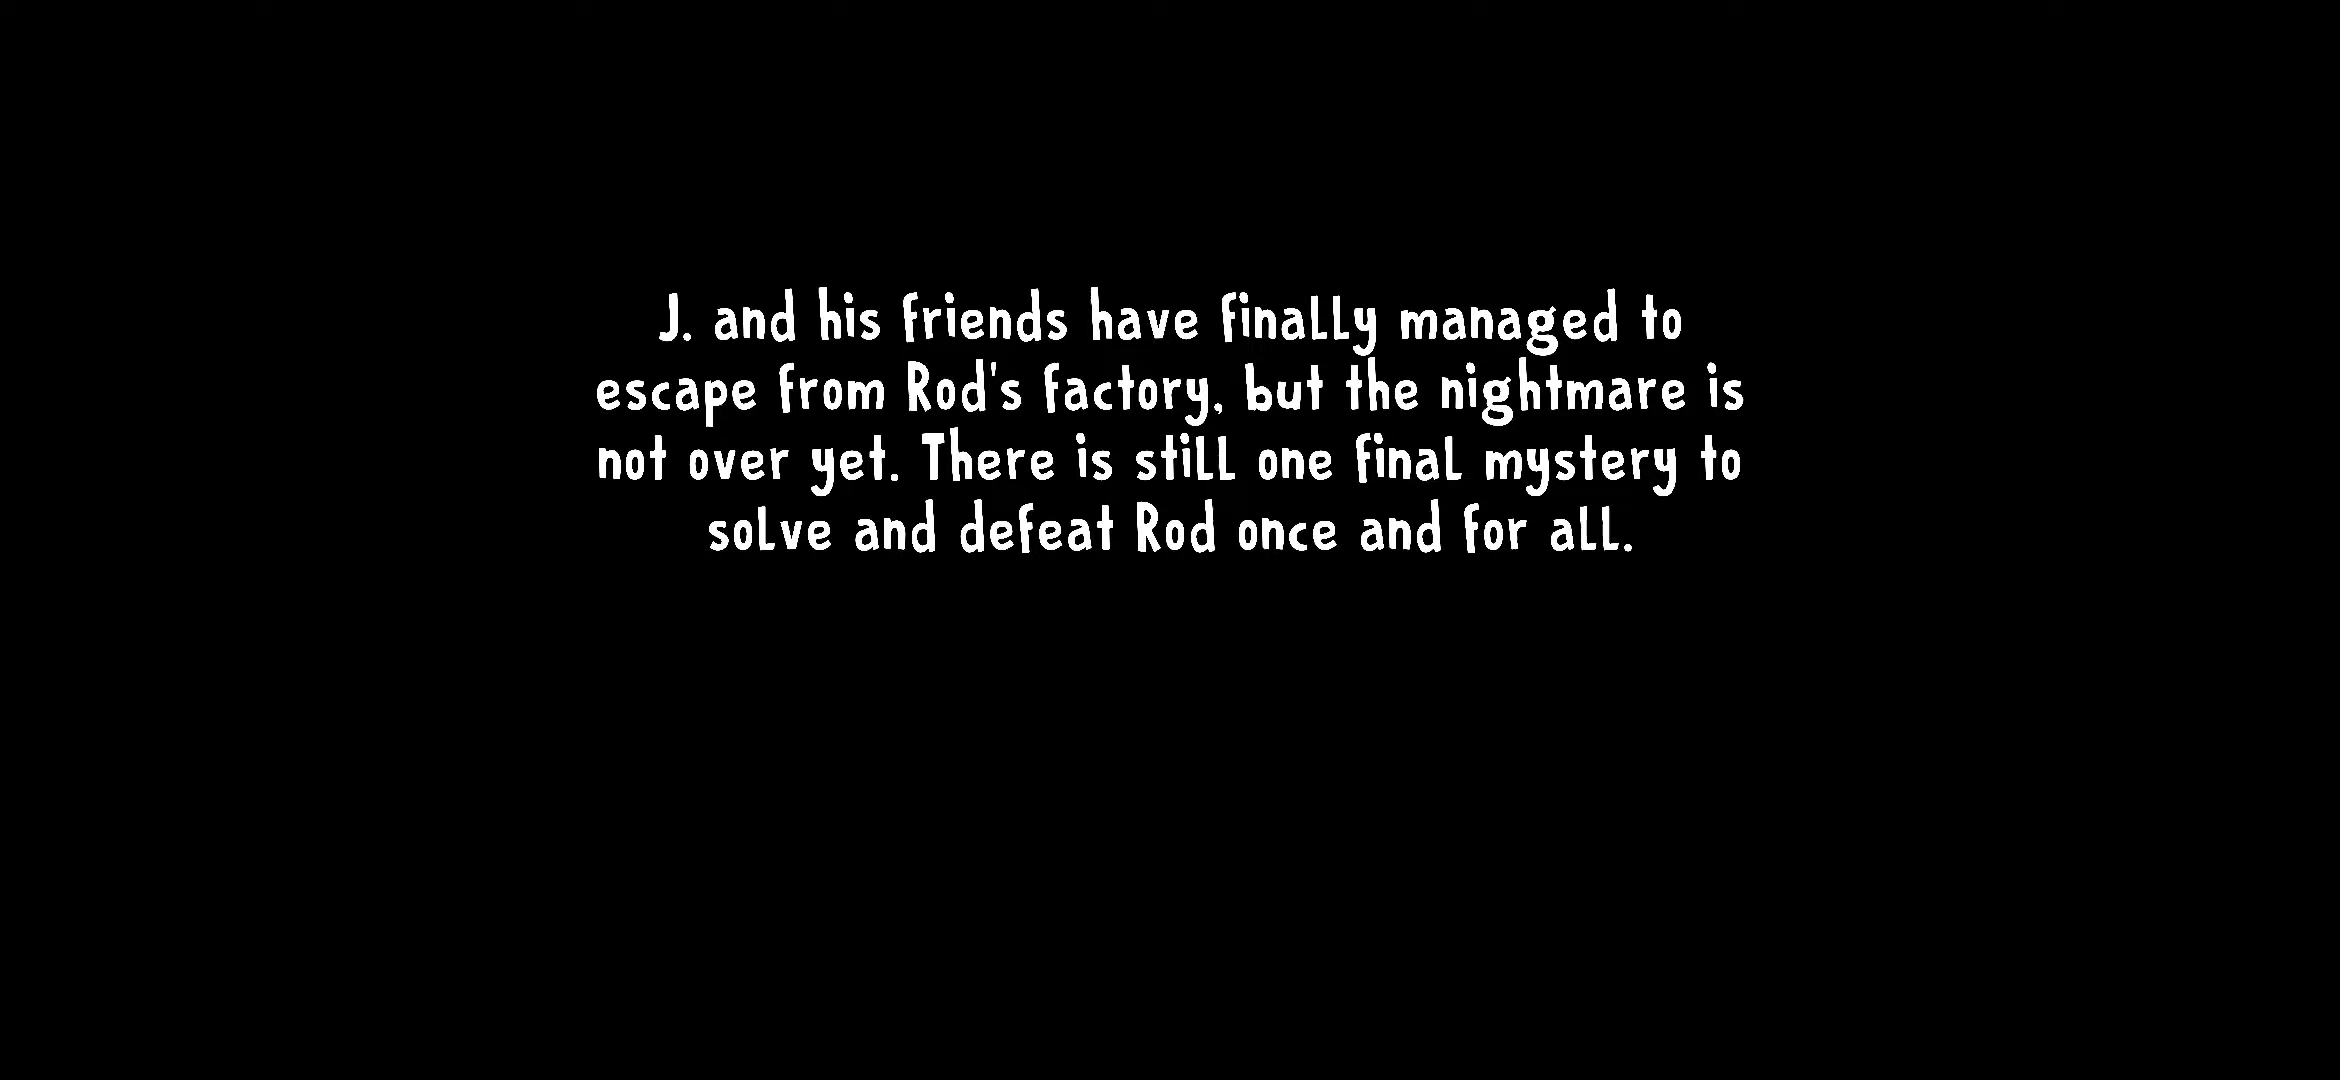 J. and his friends have finally managed to
escape from Rod's factory, but the nightmare is
not over yet. There is still one final mystery to
solve and defeat Rod once and for all.